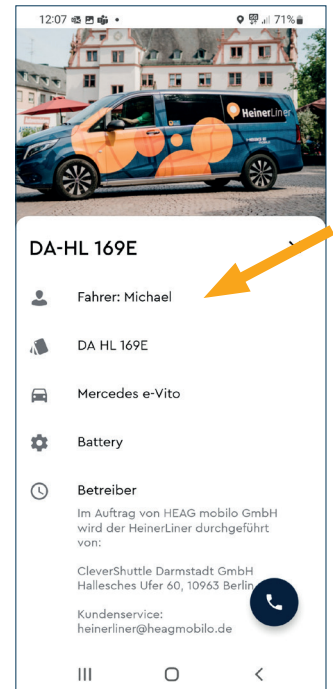 12:07
71%
HeinerLiner
DA-HL 169E
Fahrer: Michael
DA HL 169E
Mercedes e-Vito
Battery
Betreiber
Im Auftrag von HEAG mobilo GmbH
wird der HeinerLiner durchgeführt
von:
CleverShuttle Darmstadt GmbH
Hallesches Ufer 60, 10963 Berlin
Kundenservice:
heinerliner@heagmobilo.de